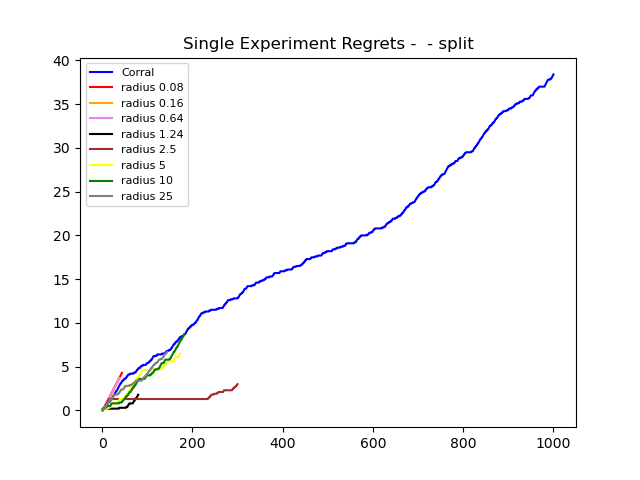 Single Experiment Regrets -  - split
40
35
30
25
20
15
10
5
0
Corral
radius 0.08
radius 0.16
radius 0.64
radius 1.24
radius 2.5
radius 5
radius 10
radius 25
0 200 400 600 800 1000